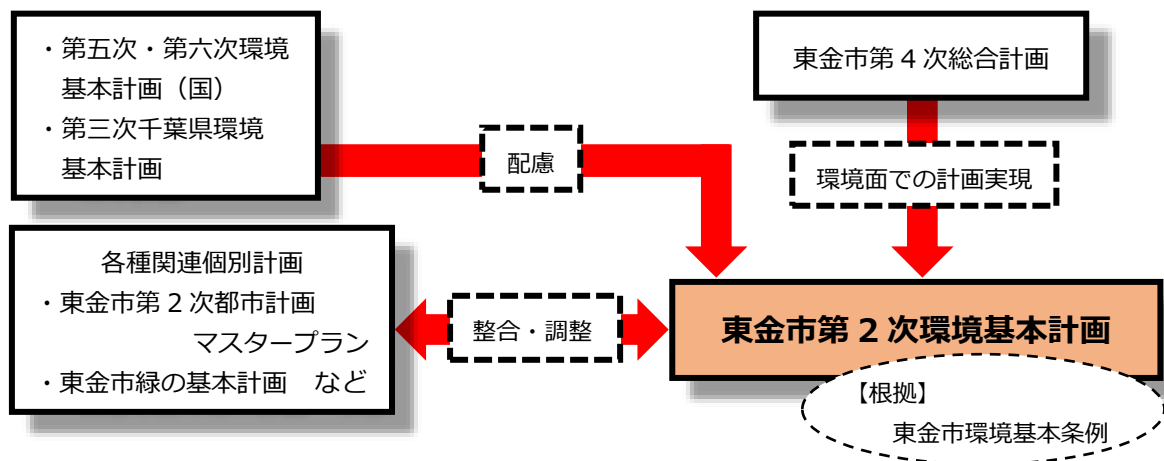 ・第五次・第六次環境
基本計画（国）
・第三次千葉県環境
基本計画
東金市第４次総合計画
配慮
環境面での計画実現
各種関連個別計画
・東金市第２次都市計画
マスタープラン
・東金市緑の基本計画　など
整合・調整
東金市第２次環境基本計画
【根拠】
東金市環境基本条例